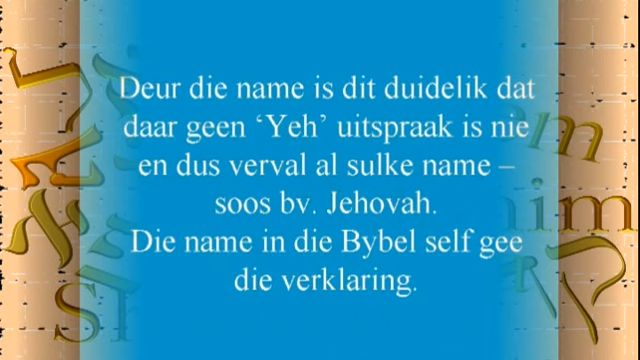 Deur die name is dit duidelik dat
daar geen ‘Yeh’ uitspraak is nie
en dus verval al sulke name –
soos bv. Jehovah.
Die name in die Bybel self gee
die verklaring.